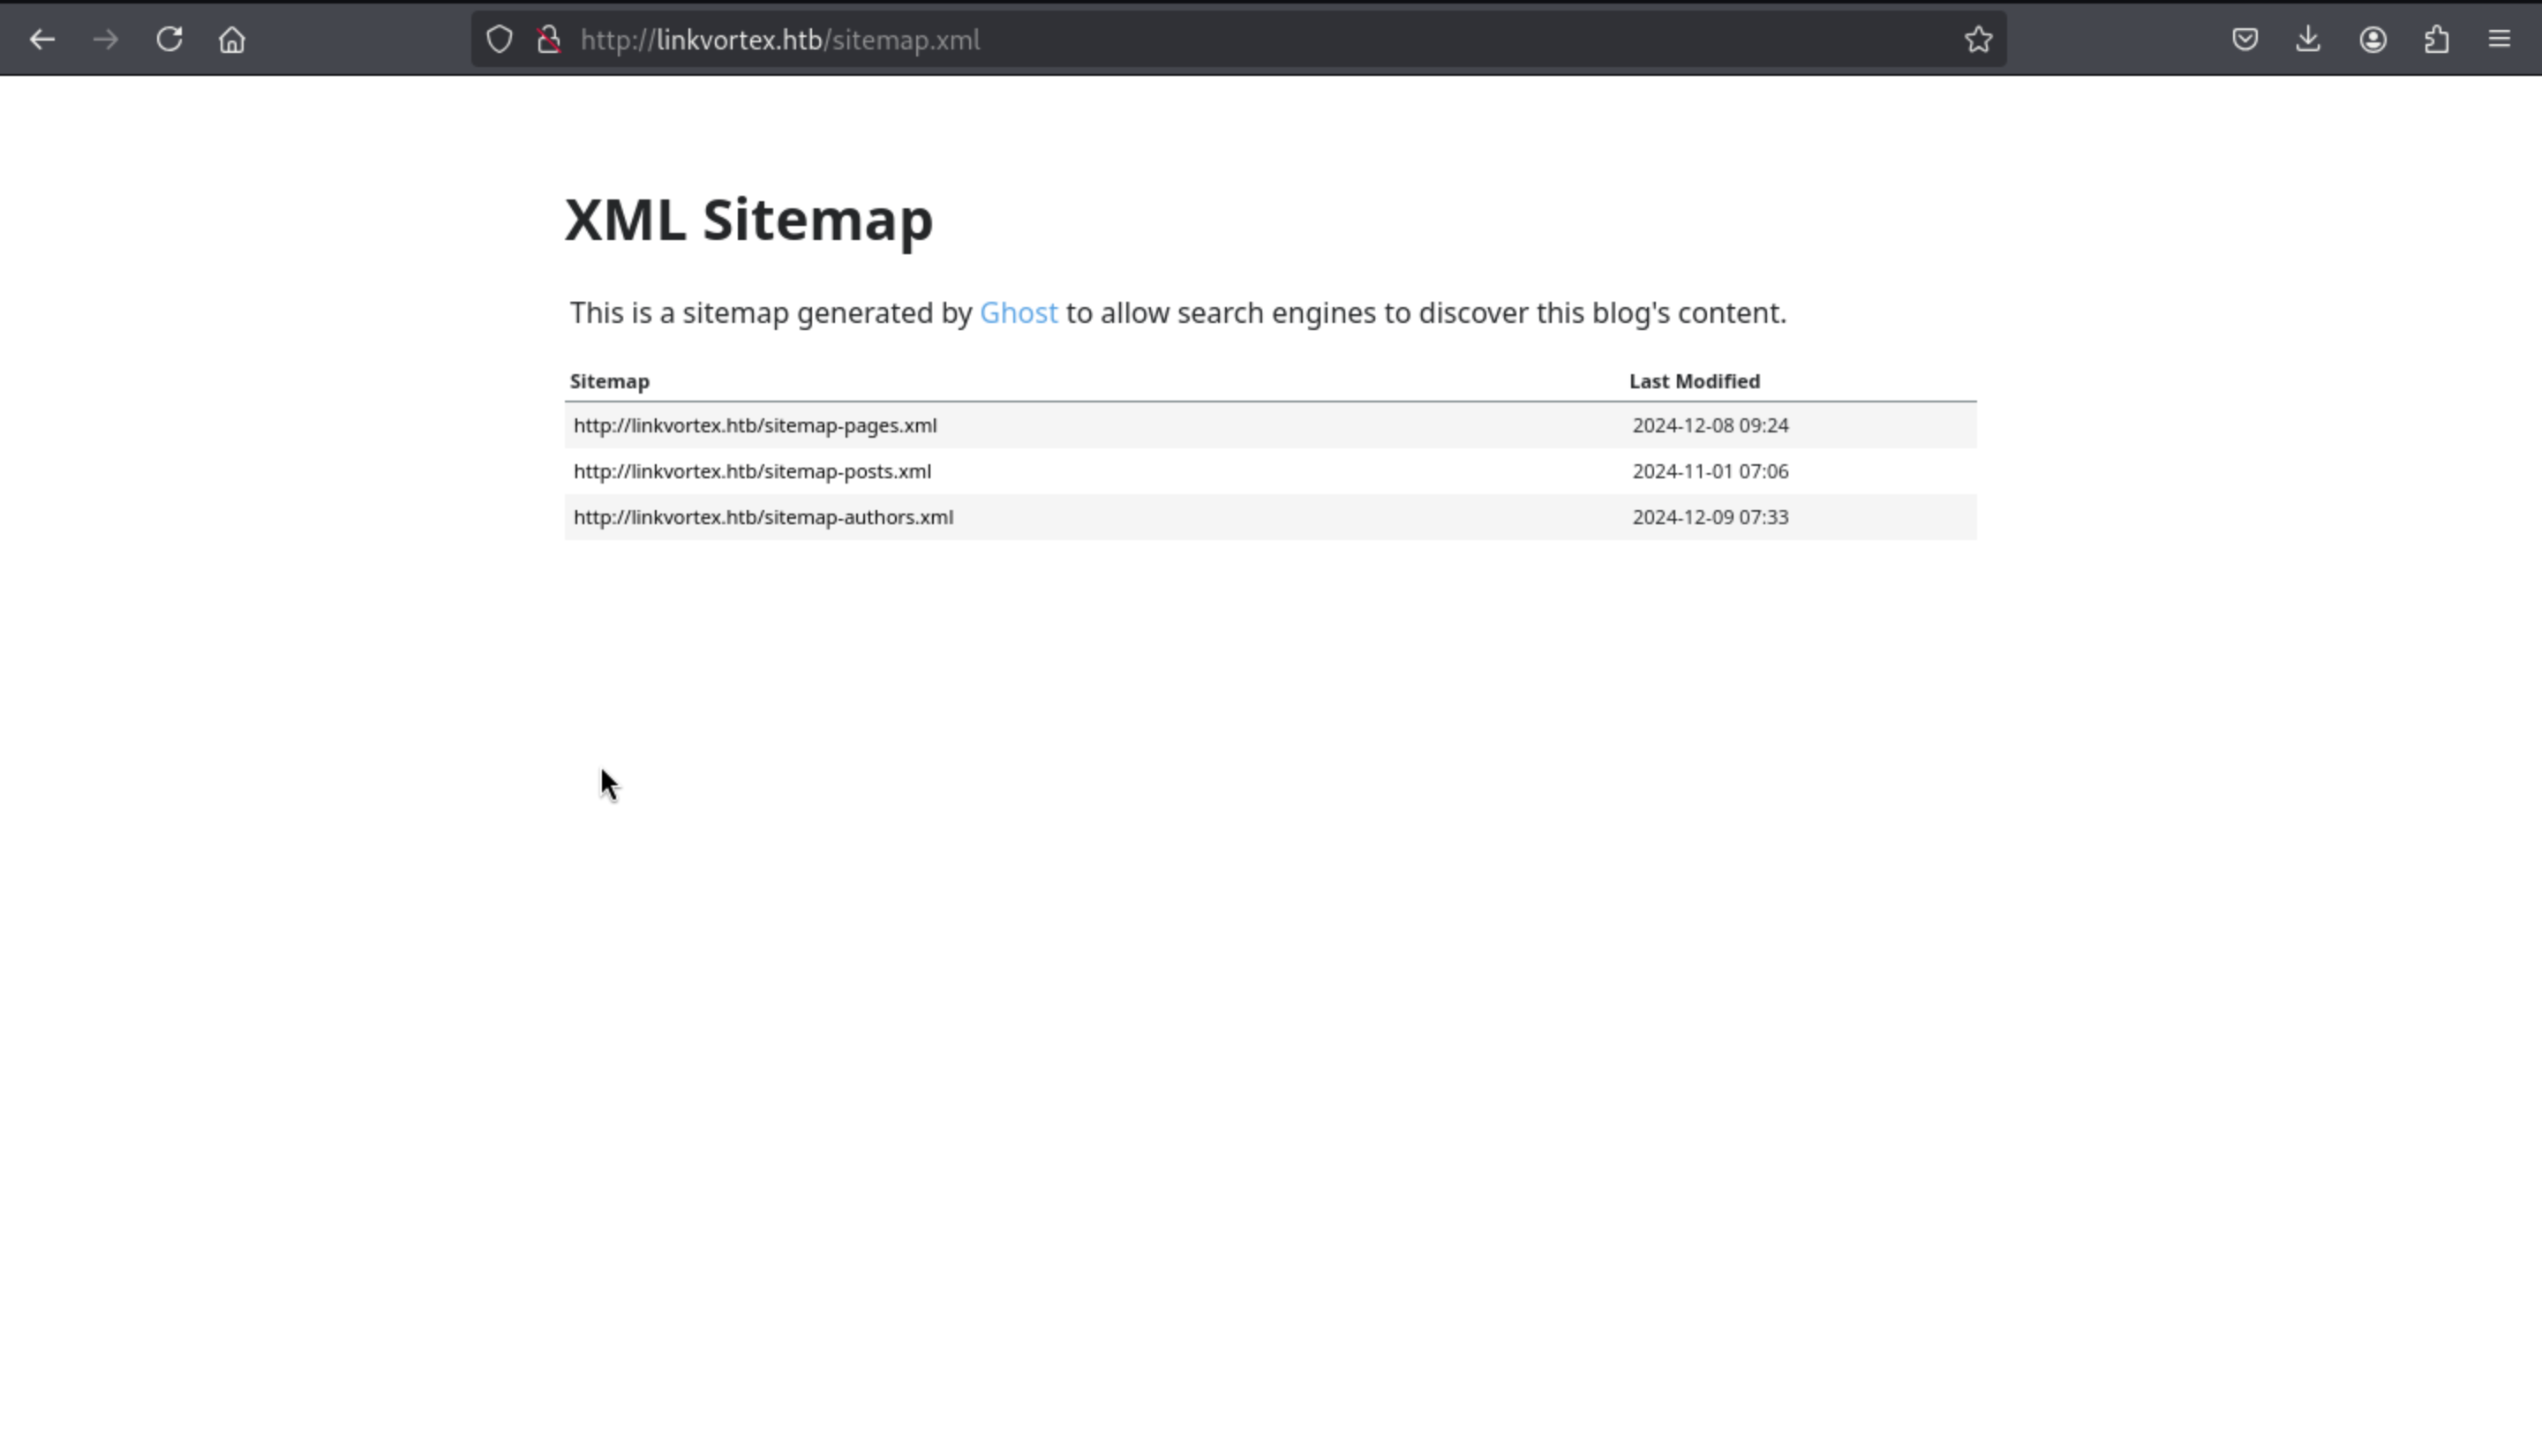 http://linkvortex.htb/sitemap.xml
XML Sitemap
This is a sitemap generated by Ghost to allow search engines to discover this blog's content.
Sitemap Last Modified
http://linkvortex.htb/sitemap-pages.xml 2024-12-08 09:24
http://linkvortex.htb/sitemap-posts.xml 2024-11-01 07:06
http://linkvortex.htb/sitemap-authors.xml 2024-12-09 07:33